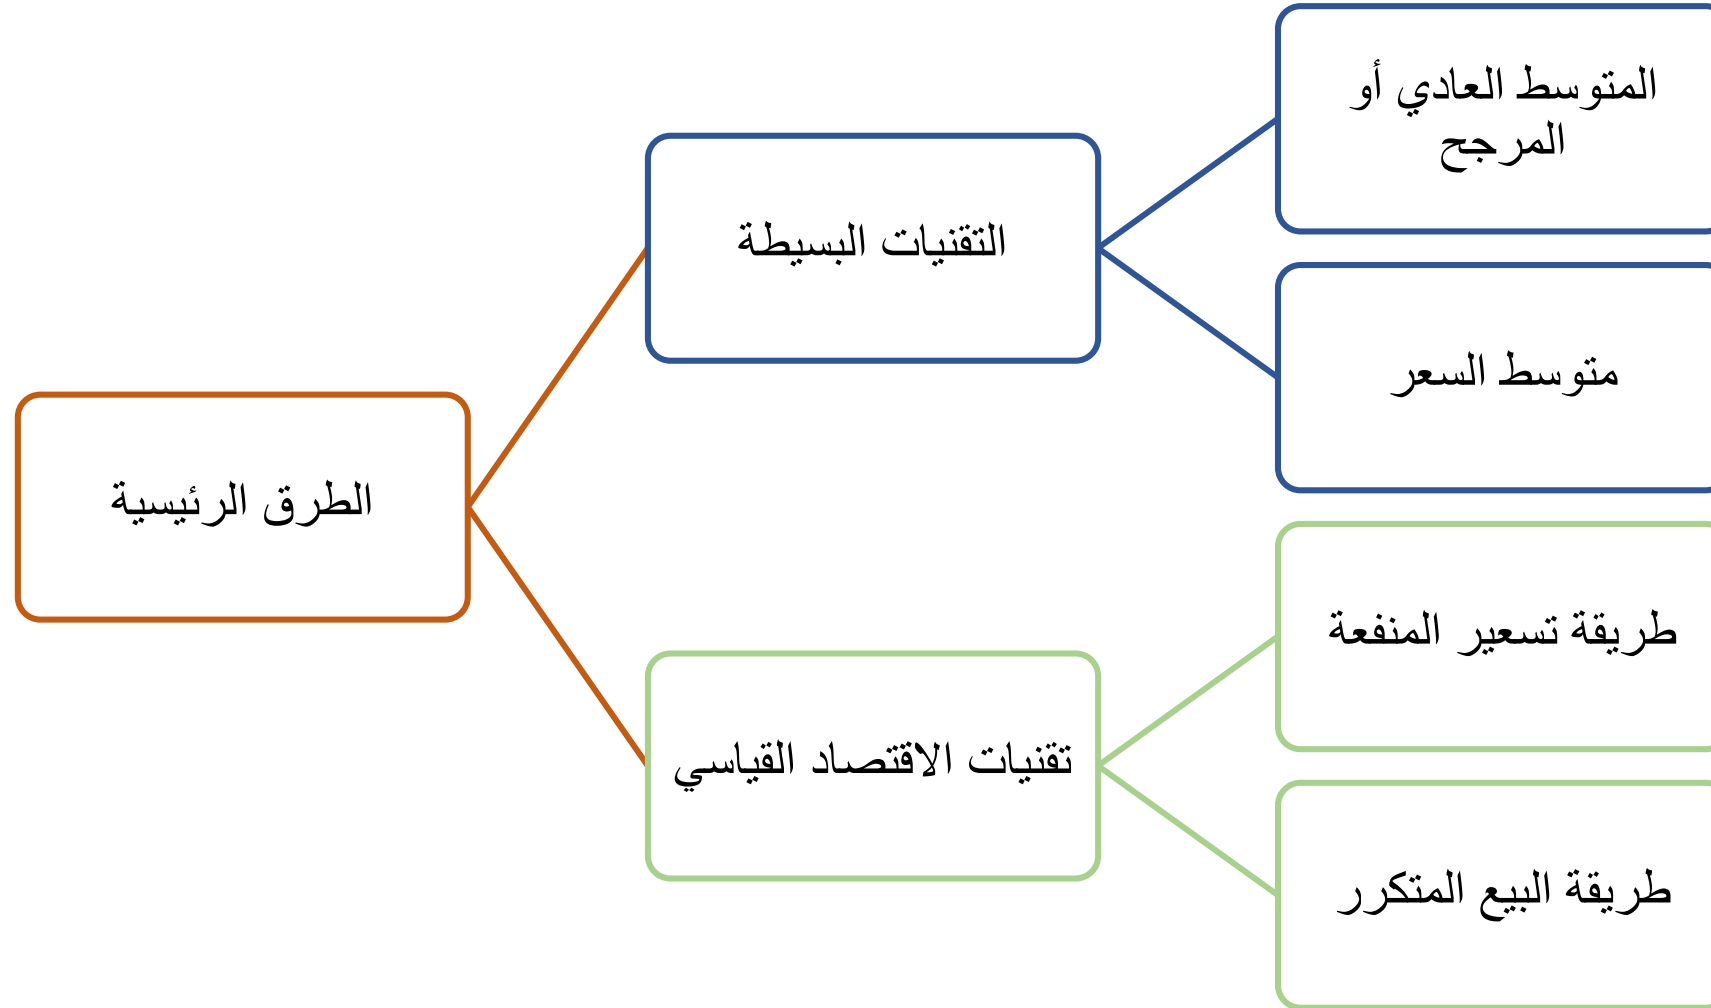 الطرق الرئيسية
التقنيات البسيطة
المتوسط العادي أو
المرجح
متوسط السعر
تقنيات الاقتصاد القياسي
طريقة تسعير المنفعة
طريقة البيع المتكرر